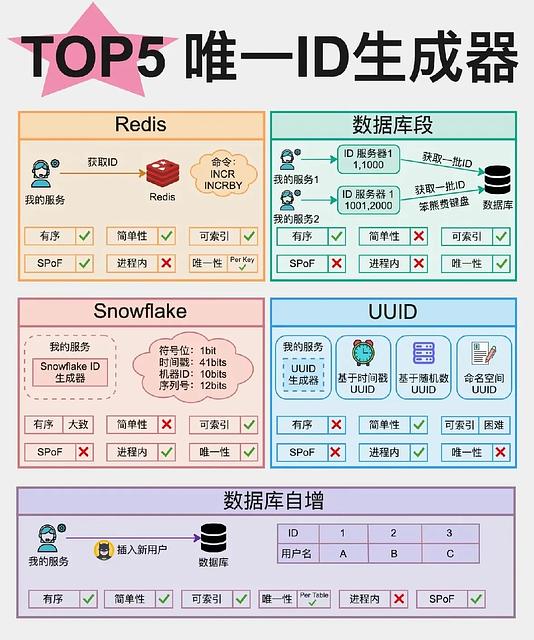 TOP5 唯一ID生成器
Redis
获取ID
我的服务
Redis
命令：
INCR
INCRBY
有序
简单性
可索引
SPoF
进程内
唯一性 Per Key
数据库段
我的服务1
ID 服务器1
1,1000
获取一批ID
我的服务2
ID 服务器 1
1001,2000
获取一批ID
笨熊费键盘
数据库
有序
简单性
可索引
SPoF
进程内
唯一性
Snowflake
我的服务
Snowflake ID
生成器
符号位：1bit
时间戳：41bits
机器ID：10bits
序列号：12bits
有序 大致
简单性
可索引
SPoF
进程内
唯一性
UUID
我的服务
UUID
生成器
基于时间戳
UUID
基于随机数
UUID
命名空间
UUID
有序
简单性
可索引 困难
SPoF
进程内
唯一性
数据库自增
我的服务
插入新用户
数据库
ID 1 2 3
用户名 A B C
有序
简单性
可索引
唯一性 Per Table
进程内
SPoF